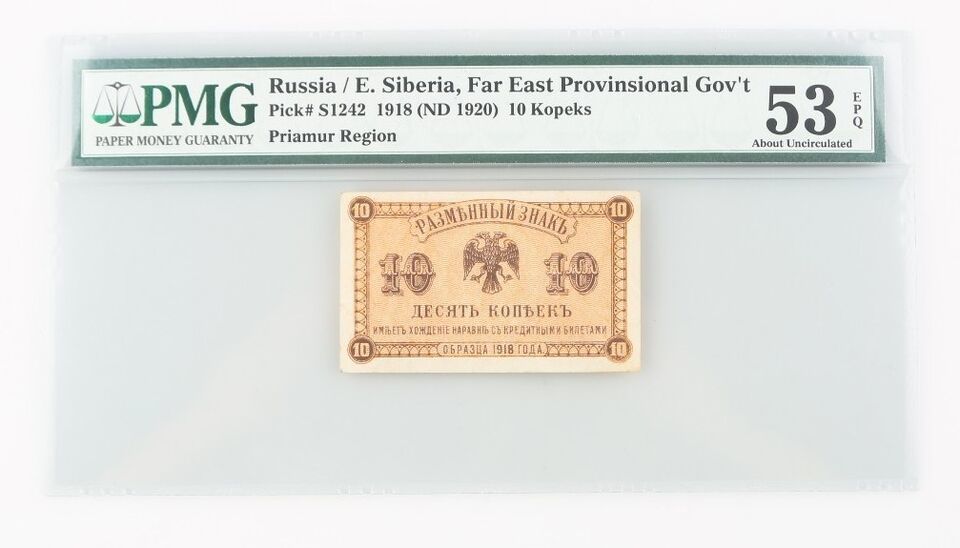 PMG
PAPER MONEY GUARANTY
Russia / E. Siberia, Far East Provinsional Gov't
Pick# S1242 1918 (ND 1920) 10 Kopeks
Priamur Region
53
EPQ
About Uncirculated
10 10
РАЗМѢННЫЙ ЗНАКЪ
10 10
ДЕСЯТЬ КОПѢЕКЪ
ИМѢЕТЪ ХОЖДЕНІЕ НАРАВНѢ СЪ КРЕДИТНЫМИ БИЛЕТАМИ
10 ОБРАЗЦА 1918 ГОДА. 10